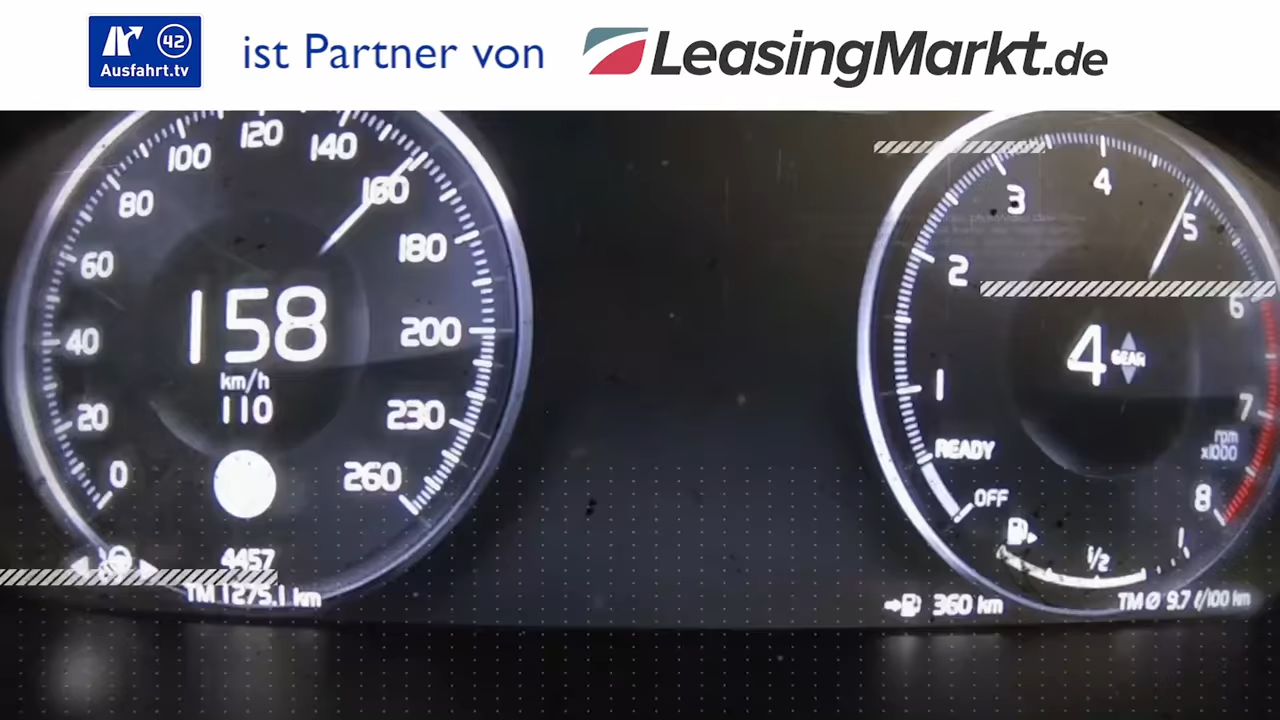 42
Ausfahrt.tv
ist Partner von
LeasingMarkt.de
0
20
40
60
80
100
120
140
160
180
200
230
260
158
km/h
110
4457
TM 1275.1 km
1
2
3
4
5
6
7
8
4
GEAR
rpm
x1000
READY
OFF
1/2
1
360 km
TM Ø 9.7 ℓ/100 km